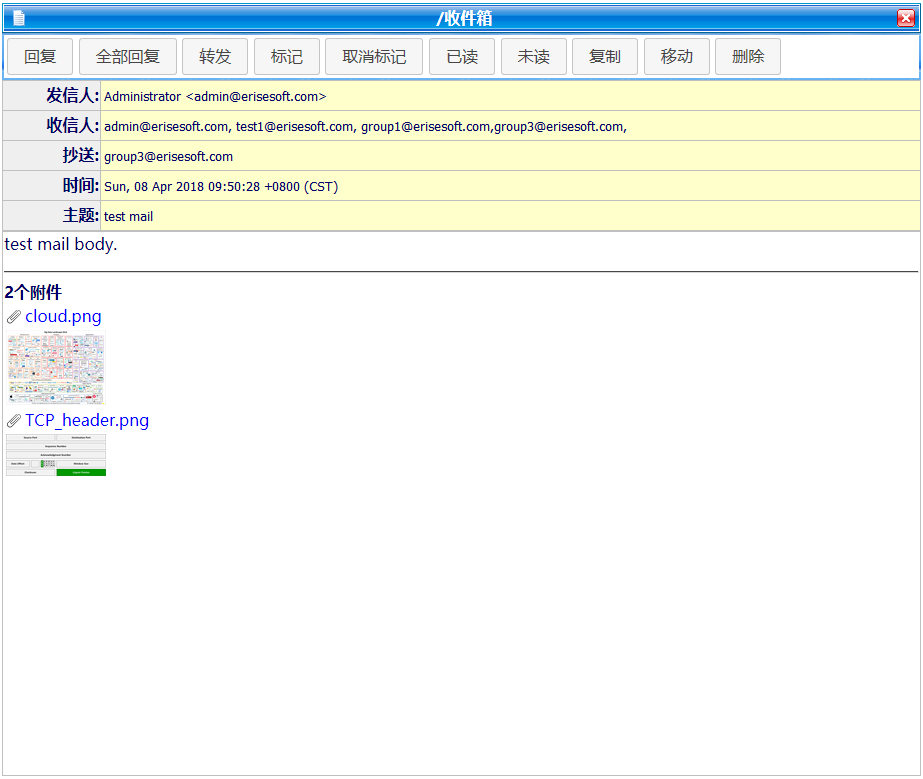 /收件箱
回复 全部回复 转发 标记 取消标记 已读 未读 复制 移动 删除
发信人: Administrator <admin@erisesoft.com>
收信人: admin@erisesoft.com, test1@erisesoft.com, group1@erisesoft.com,group3@erisesoft.com,
抄送: group3@erisesoft.com
时间: Sun, 08 Apr 2018 09:50:28 +0800 (CST)
主题: test mail
test mail body.
2个附件
cloud.png
TCP_header.png